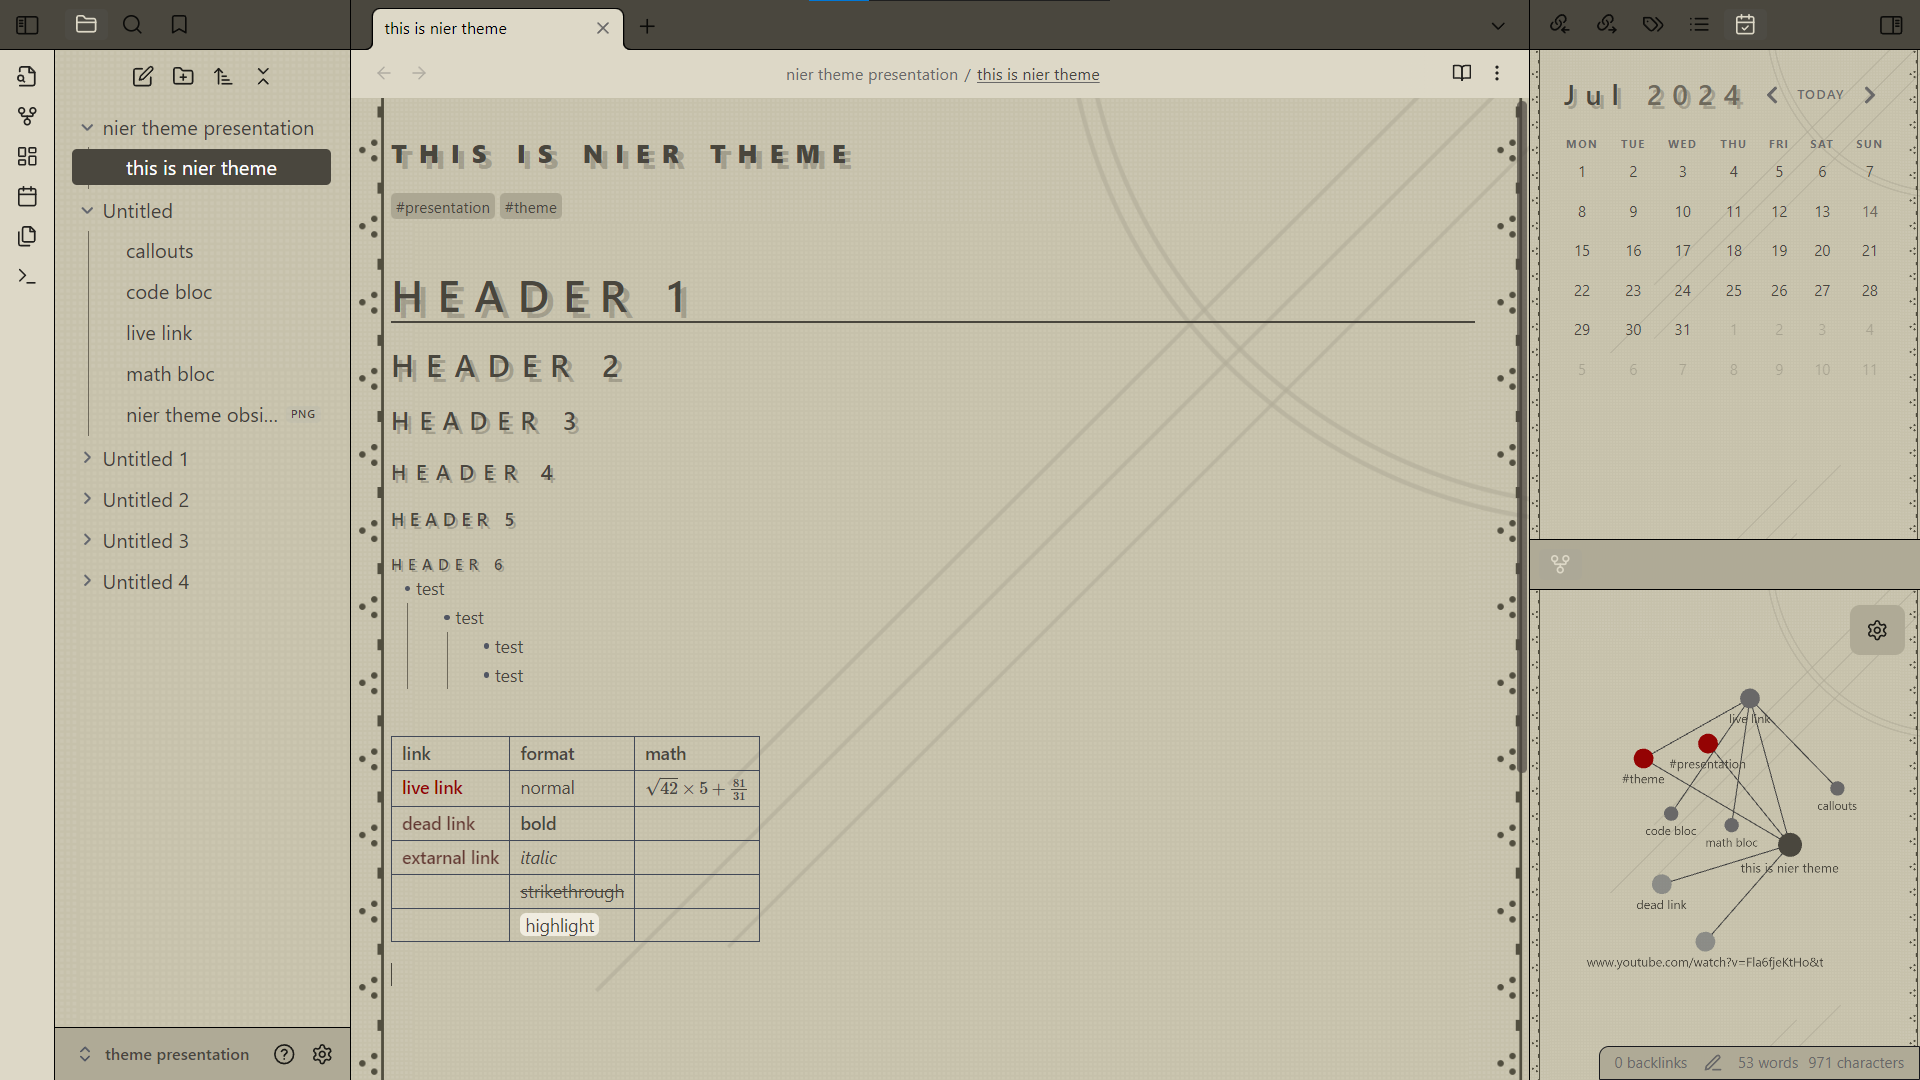 this is nier theme
nier theme presentation / this is nier theme
nier theme presentation
this is nier theme
Untitled
callouts
code bloc
live link
math bloc
nier theme obsi... PNG
Untitled 1
Untitled 2
Untitled 3
Untitled 4
theme presentation
THIS IS NIER THEME
#presentation #theme
HEADER 1
HEADER 2
HEADER 3
HEADER 4
HEADER 5
HEADER 6
• test
• test
• test
• test
link format math
live link normal √42 × 5 + 81/31
dead link bold
extarnal link italic
strikethrough
highlight
Jul 2024 TODAY
MON TUE WED THU FRI SAT SUN
1 2 3 4 5 6 7
8 9 10 11 12 13 14
15 16 17 18 19 20 21
22 23 24 25 26 27 28
29 30 31 1 2 3 4
5 6 7 8 9 10 11
live link
#presentation
#theme
callouts
code bloc
math bloc
this is nier theme
dead link
www.youtube.com/watch?v=Fla6fjeKtHo&t
0 backlinks 53 words 971 characters